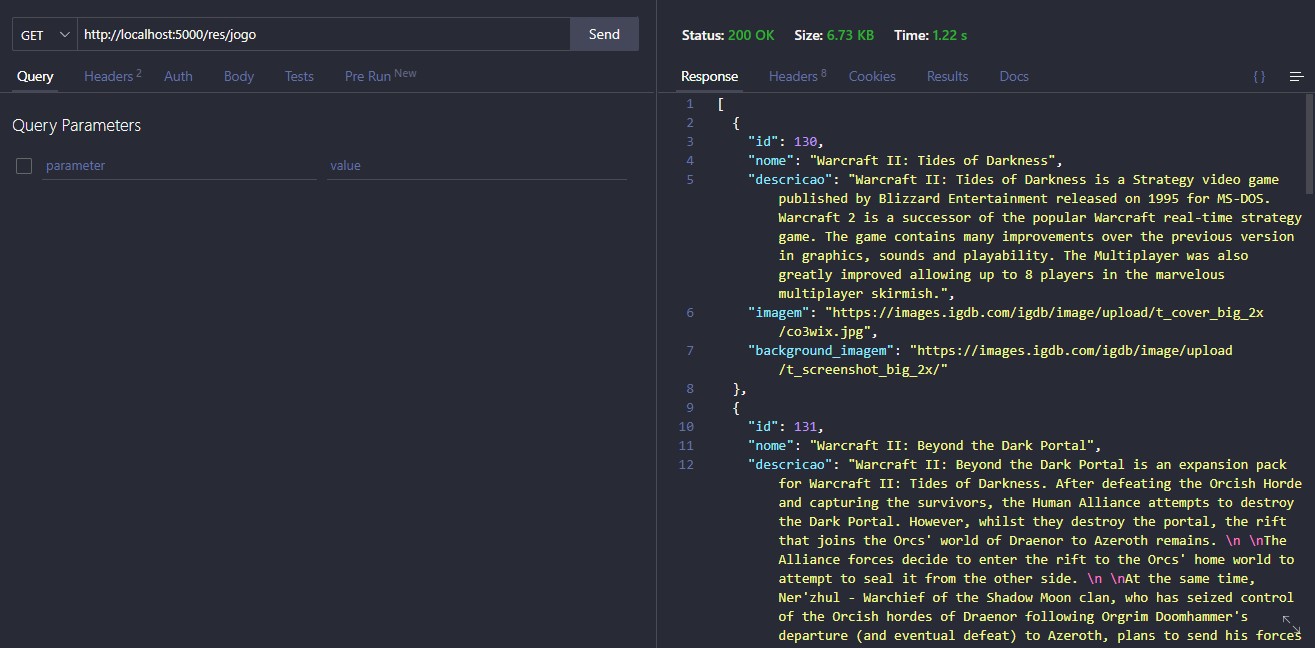 GET
http://localhost:5000/res/jogo
Send
Status: 200 OK Size: 6.73 KB Time: 1.22 s
Query Headers 2 Auth Body Tests Pre Run New
Response Headers 8 Cookies Results Docs { }
Query Parameters
parameter value
1 [
2 {
3 "id": 130,
4 "nome": "Warcraft II: Tides of Darkness",
5 "descricao": "Warcraft II: Tides of Darkness is a Strategy video game
published by Blizzard Entertainment released on 1995 for MS-DOS.
Warcraft 2 is a successor of the popular Warcraft real-time strategy
game. The game contains many improvements over the previous version
in graphics, sounds and playability. The Multiplayer was also
greatly improved allowing up to 8 players in the marvelous
multiplayer skirmish.",
6 "imagem": "https://images.igdb.com/igdb/image/upload/t_cover_big_2x
/co3wix.jpg",
7 "background_imagem": "https://images.igdb.com/igdb/image/upload
/t_screenshot_big_2x/"
8 },
9 {
10 "id": 131,
11 "nome": "Warcraft II: Beyond the Dark Portal",
12 "descricao": "Warcraft II: Beyond the Dark Portal is an expansion pack
for Warcraft II: Tides of Darkness. After defeating the Orcish Horde
and capturing the survivors, the Human Alliance attempts to destroy
the Dark Portal. However, whilst they destroy the portal, the rift
that joins the Orcs' world of Draenor to Azeroth remains. \n \nThe
Alliance forces decide to enter the rift to the Orcs' home world to
attempt to seal it from the other side. \n \nAt the same time,
Ner'zhul - Warchief of the Shadow Moon clan, who has seized control
of the Orcish hordes of Draenor following Orgrim Doomhammer's
departure (and eventual defeat) to Azeroth, plans to send his forces